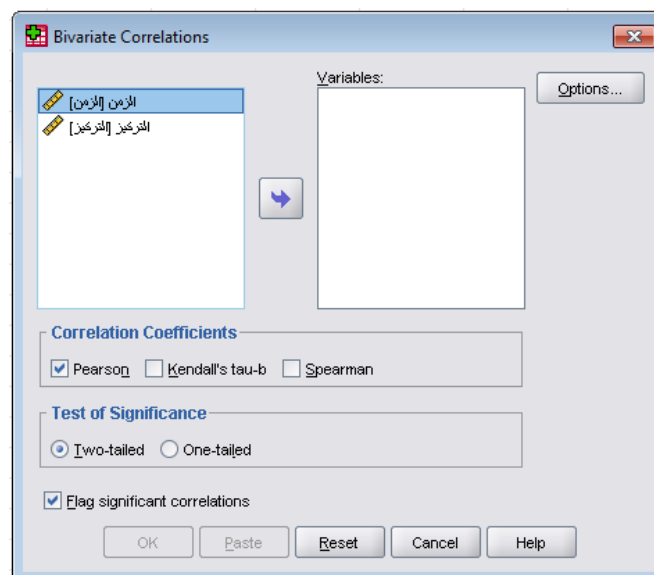 Bivariate Correlations
Variables:
Options...
الزمن [الزمن]
التركيز [التركيز]
Correlation Coefficients
Pearson Kendall's tau-b Spearman
Test of Significance
Two-tailed One-tailed
Flag significant correlations
OK Paste Reset Cancel Help